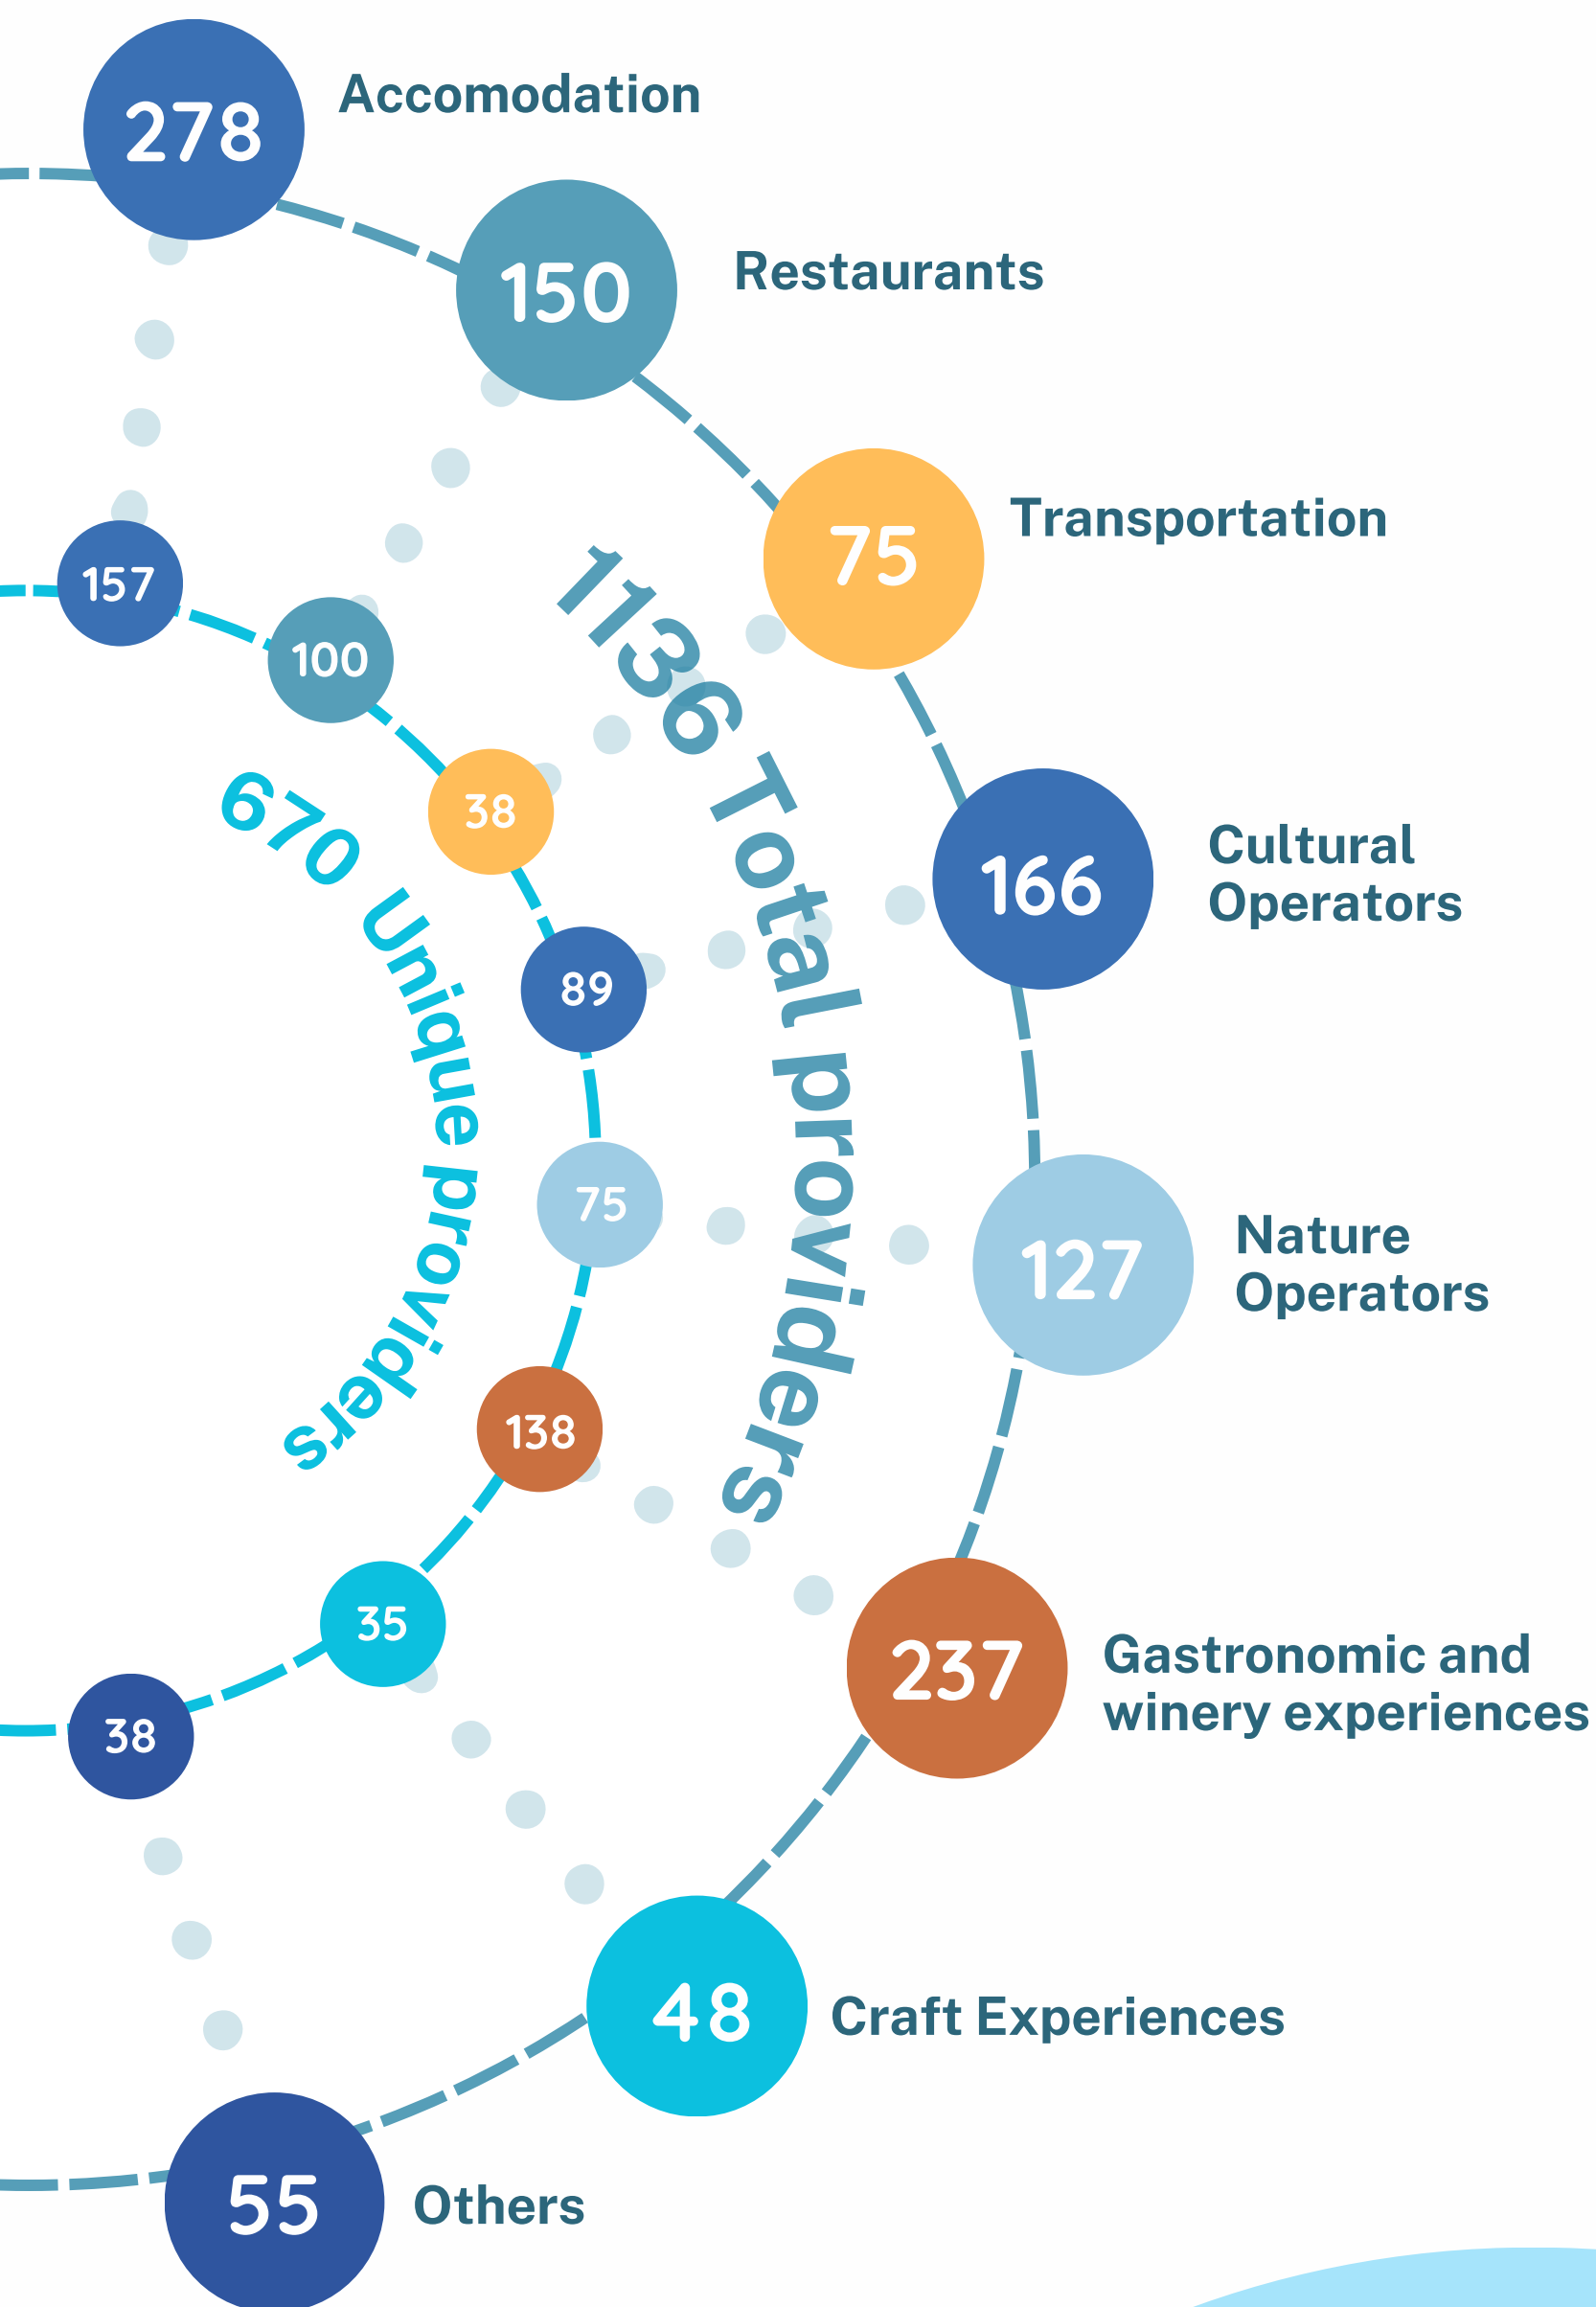 278
Accomodation
150
Restaurants
75
Transportation
157
100
1136 Total providers
38
670 Unique providers
166
Cultural
Operators
89
75
127
Nature
Operators
138
35
237
Gastronomic and
winery experiences
38
48
Craft Experiences
55
Others